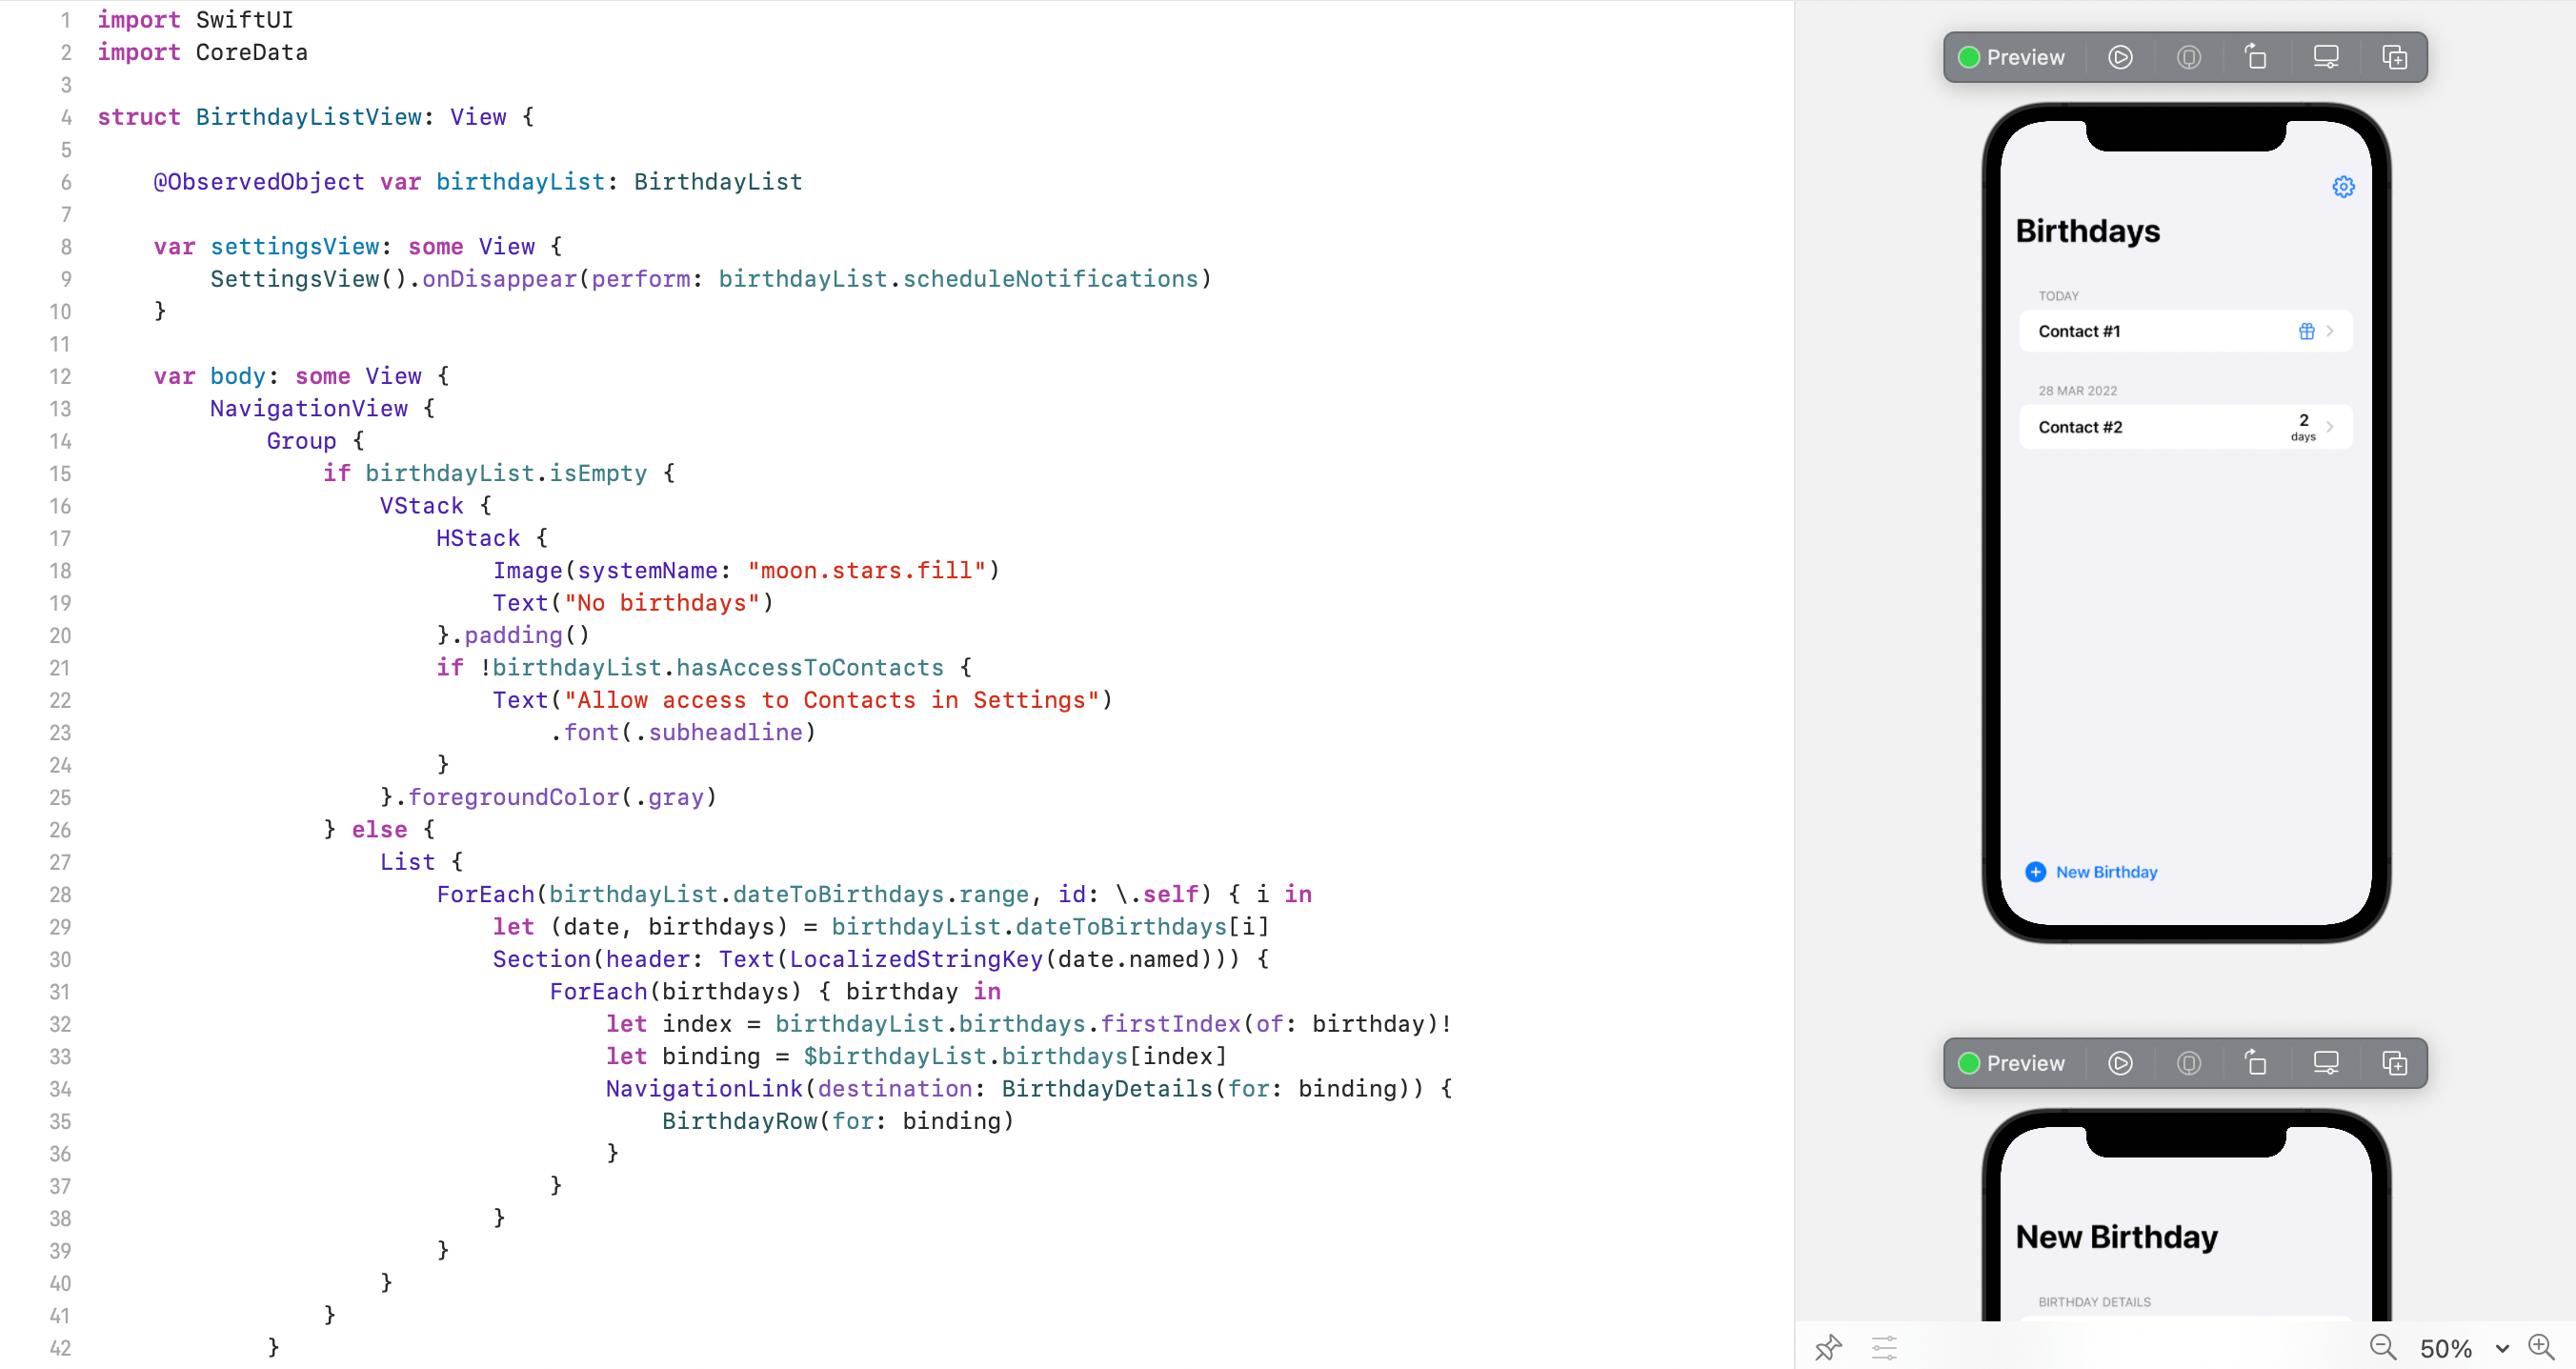 1 import SwiftUI
2 import CoreData
3
4 struct BirthdayListView: View {
5
6     @ObservedObject var birthdayList: BirthdayList
7
8     var settingsView: some View {
9         SettingsView().onDisappear(perform: birthdayList.scheduleNotifications)
10     }
11
12     var body: some View {
13         NavigationView {
14             Group {
15                 if birthdayList.isEmpty {
16                     VStack {
17                         HStack {
18                             Image(systemName: "moon.stars.fill")
19                             Text("No birthdays")
20                         }.padding()
21                         if !birthdayList.hasAccessToContacts {
22                             Text("Allow access to Contacts in Settings")
23                                 .font(.subheadline)
24                         }
25                     }.foregroundColor(.gray)
26                 } else {
27                     List {
28                         ForEach(birthdayList.dateToBirthdays.range, id: \.self) { i in
29                             let (date, birthdays) = birthdayList.dateToBirthdays[i]
30                             Section(header: Text(LocalizedStringKey(date.named))) {
31                                 ForEach(birthdays) { birthday in
32                                     let index = birthdayList.birthdays.firstIndex(of: birthday)!
33                                     let binding = $birthdayList.birthdays[index]
34                                     NavigationLink(destination: BirthdayDetails(for: binding)) {
35                                         BirthdayRow(for: binding)
36                                     }
37                                 }
38                             }
39                         }
40                     }
41                 }
42             }
Preview
Birthdays
TODAY
Contact #1
28 MAR 2022
Contact #2 2
days
New Birthday
Preview
New Birthday
BIRTHDAY DETAILS
50%